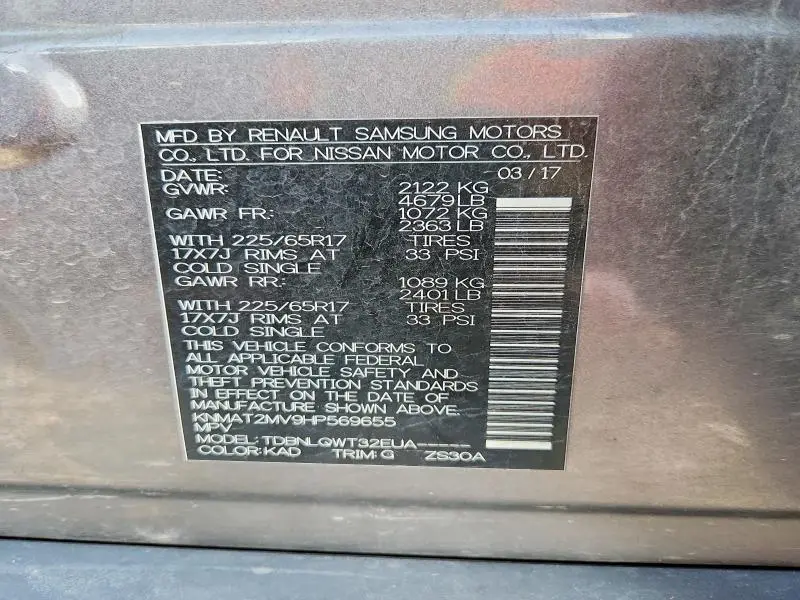 MFD BY RENAULT SAMSUNG MOTORS
CO., LTD. FOR NISSAN MOTOR CO., LTD.
DATE: 03/17
GVWR: 2122 KG
4679 LB
GAWR FR: 1072 KG
2363 LB
WITH 225/65R17 TIRES
17X7J RIMS AT 33 PSI
COLD SINGLE
GAWR RR: 1089 KG
2401 LB
WITH 225/65R17 TIRES
17X7J RIMS AT 33 PSI
COLD SINGLE
THIS VEHICLE CONFORMS TO
ALL APPLICABLE FEDERAL
MOTOR VEHICLE SAFETY AND
THEFT PREVENTION STANDARDS
IN EFFECT ON THE DATE OF
MANUFACTURE SHOWN ABOVE.
KNMAT2MV9HP569655
MPV
MODEL: TDBNLQWT32EUA-----
COLOR: KAD TRIM: G ZS30A